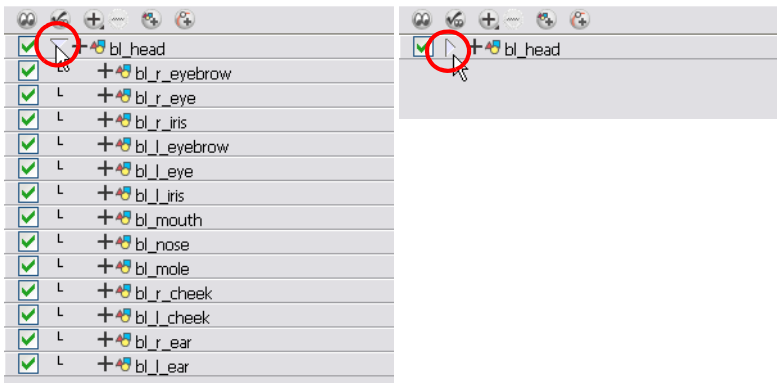 bl_head
bl_r_eyebrow
bl_r_eye
bl_r_iris
bl_l_eyebrow
bl_l_eye
bl_l_iris
bl_mouth
bl_nose
bl_mole
bl_r_cheek
bl_l_cheek
bl_r_ear
bl_l_ear
bl_head